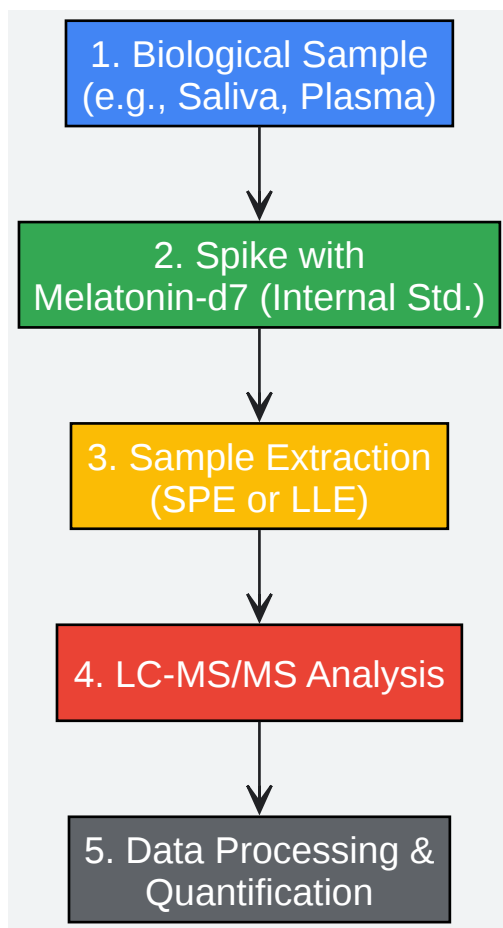 1. Biological Sample
(e.g., Saliva, Plasma)
2. Spike with
Melatonin-d7 (Internal Std.)
3. Sample Extraction
(SPE or LLE)
4. LC-MS/MS Analysis
5. Data Processing &
Quantification